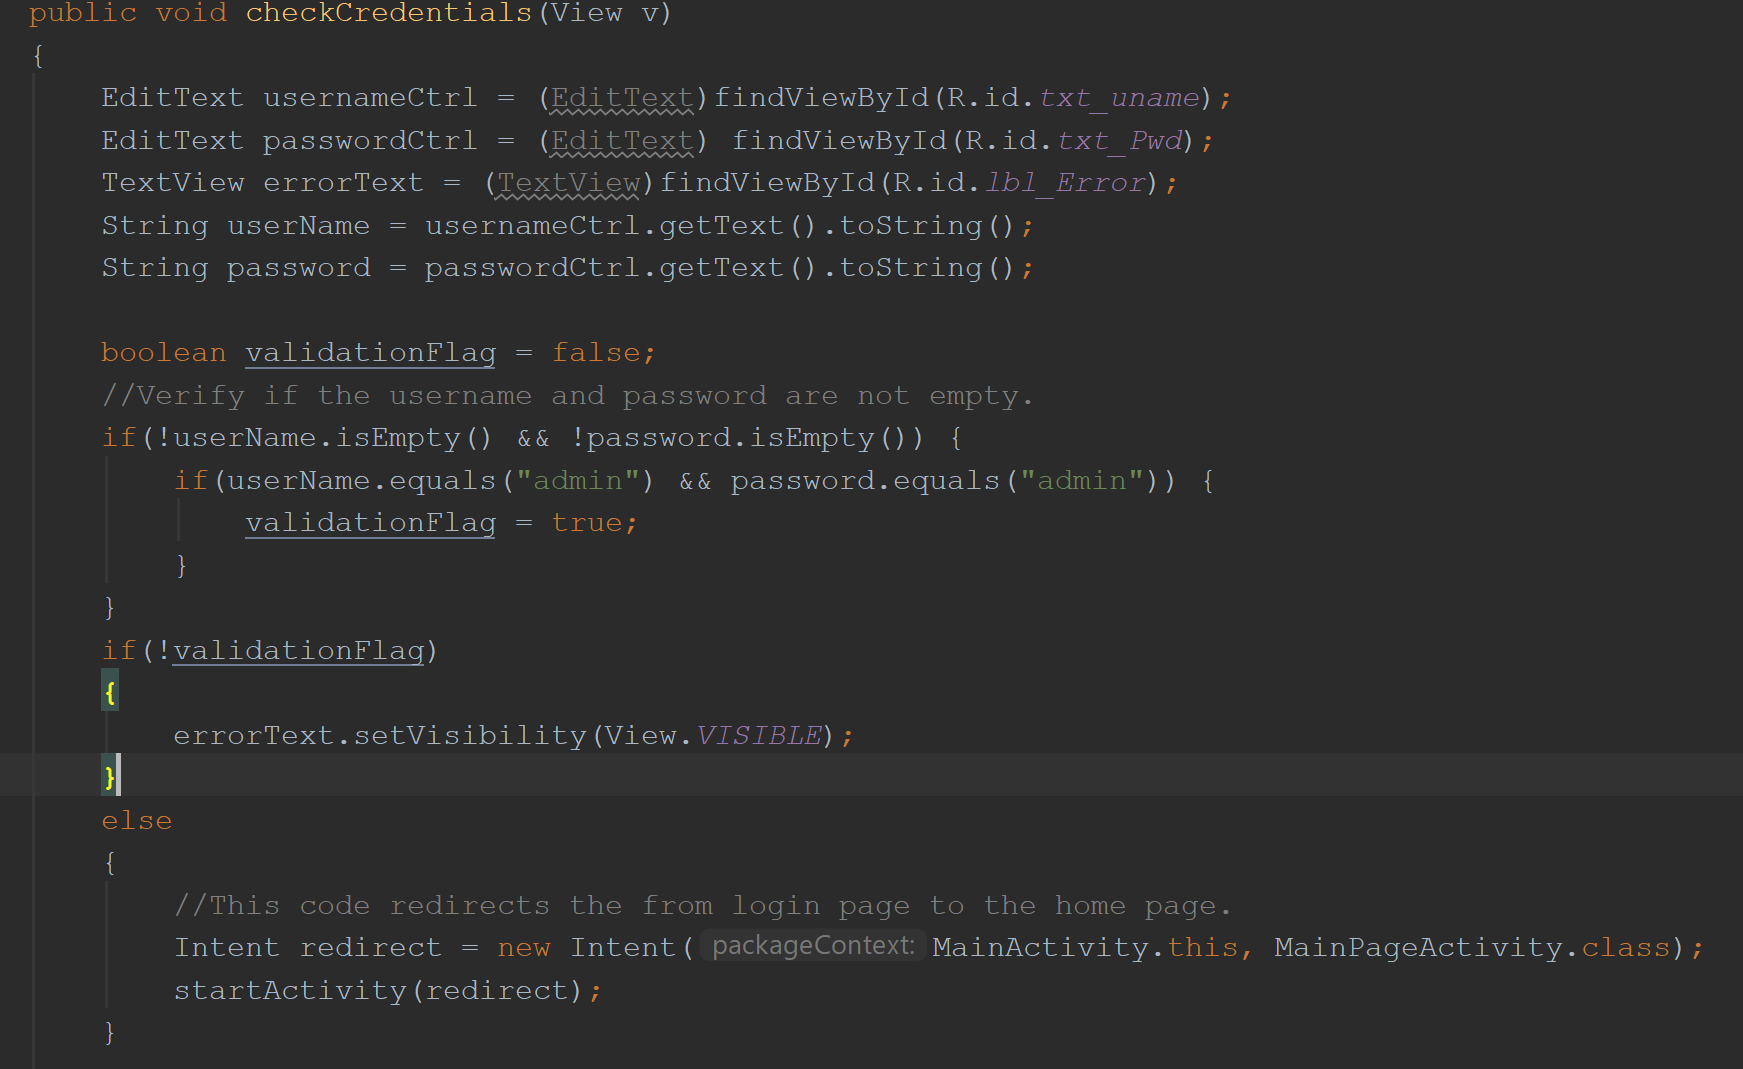 public void checkCredentials(View v)
{
EditText usernameCtrl = (EditText)findViewById(R.id.txt_uname);
EditText passwordCtrl = (EditText) findViewById(R.id.txt_Pwd);
TextView errorText = (TextView)findViewById(R.id.lbl_Error);
String userName = usernameCtrl.getText().toString();
String password = passwordCtrl.getText().toString();
boolean validationFlag = false;
//Verify if the username and password are not empty.
if(!userName.isEmpty() && !password.isEmpty()) {
if(userName.equals("admin") && password.equals("admin")) {
validationFlag = true;
}
}
if(!validationFlag)
{
errorText.setVisibility(View.VISIBLE);
}
else
{
//This code redirects the from login page to the home page.
Intent redirect = new Intent( packageContext: MainActivity.this, MainPageActivity.class);
startActivity(redirect);
}